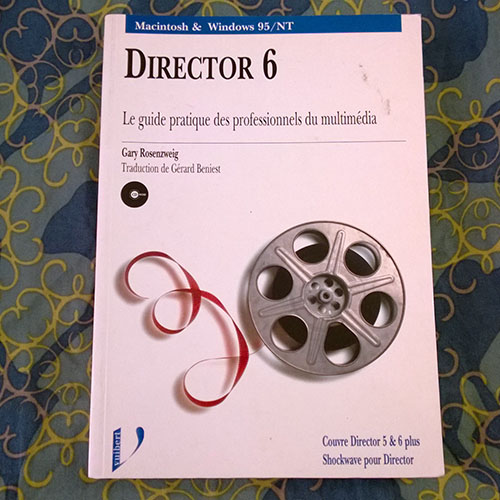 Macintosh & Windows 95/NT
DIRECTOR 6
Le guide pratique des professionnels du multimédia
Gary Rosenzweig
Traduction de Gérard Beniest
Couvre Director 5 & 6 plus
Shockwave pour Director